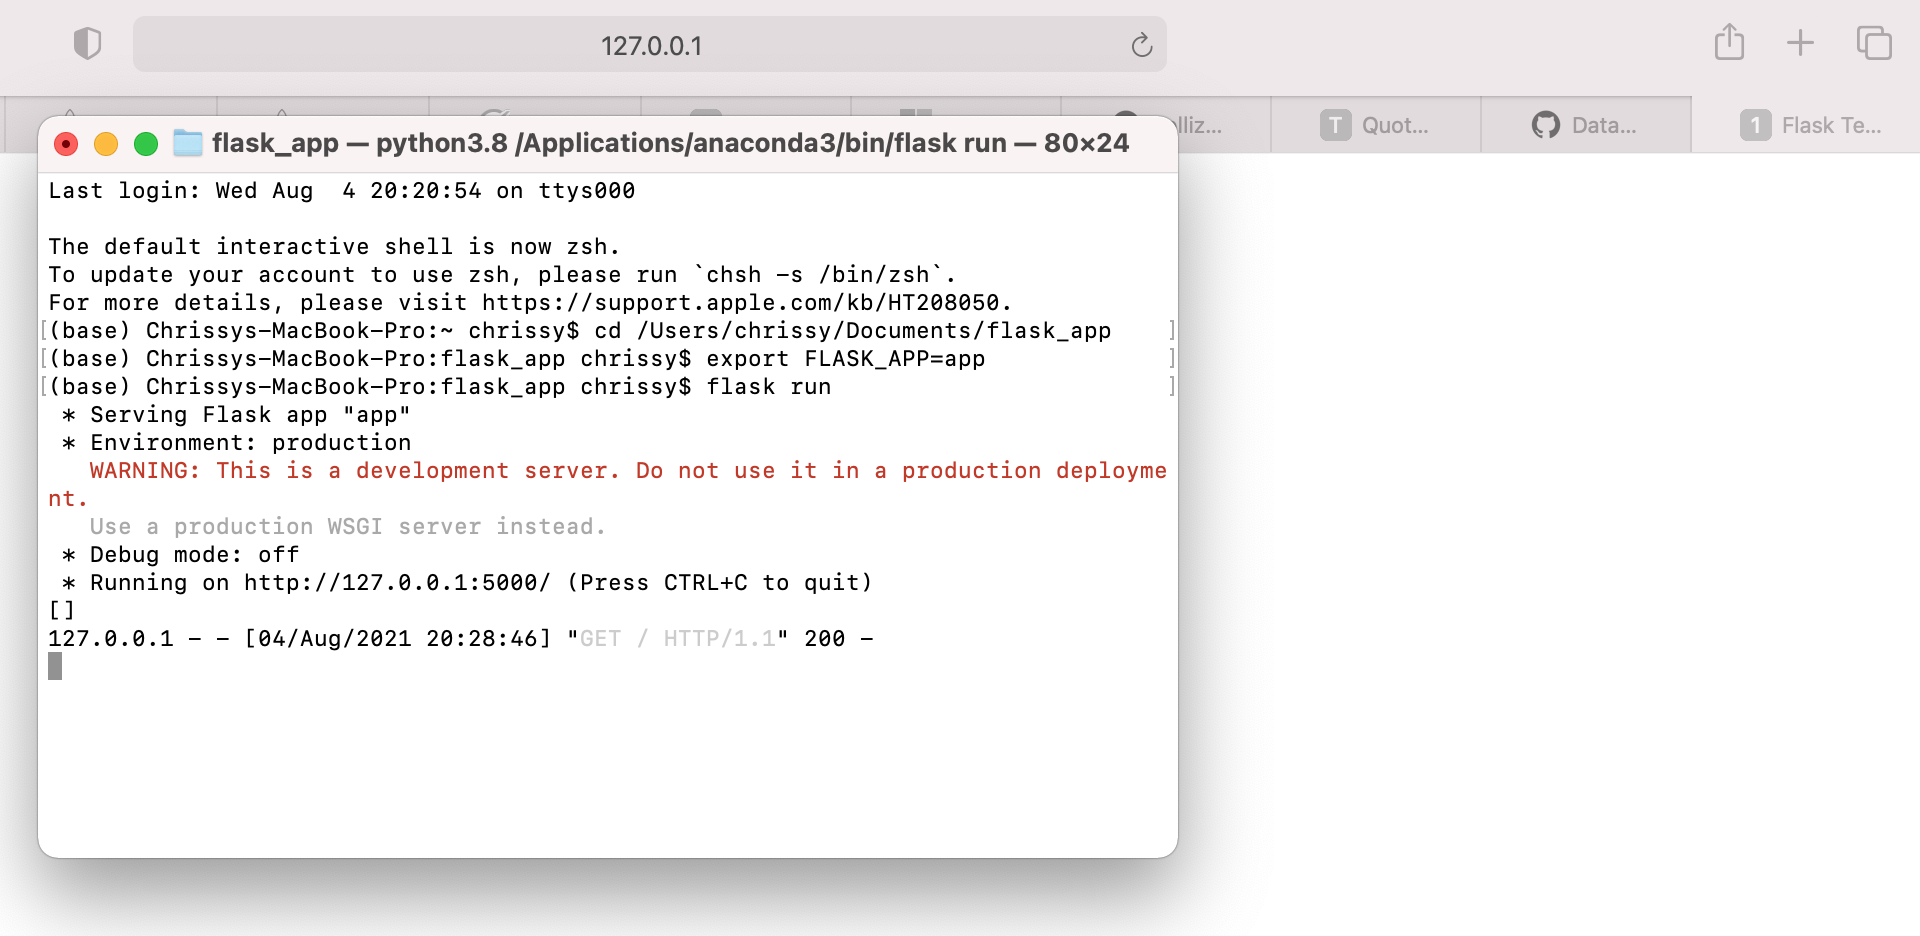 127.0.0.1
lliz...
T Quot...
Data...
1 Flask Te...
flask_app — python3.8 /Applications/anaconda3/bin/flask run — 80×24
Last login: Wed Aug  4 20:20:54 on ttys000
The default interactive shell is now zsh.
To update your account to use zsh, please run `chsh -s /bin/zsh`.
For more details, please visit https://support.apple.com/kb/HT208050.
[(base) Chrissys-MacBook-Pro:~ chrissy$ cd /Users/chrissy/Documents/flask_app ]
[(base) Chrissys-MacBook-Pro:flask_app chrissy$ export FLASK_APP=app ]
[(base) Chrissys-MacBook-Pro:flask_app chrissy$ flask run ]
 * Serving Flask app "app"
 * Environment: production
   WARNING: This is a development server. Do not use it in a production deployme
nt.
   Use a production WSGI server instead.
 * Debug mode: off
 * Running on http://127.0.0.1:5000/ (Press CTRL+C to quit)
[]
127.0.0.1 - - [04/Aug/2021 20:28:46] "GET / HTTP/1.1" 200 -